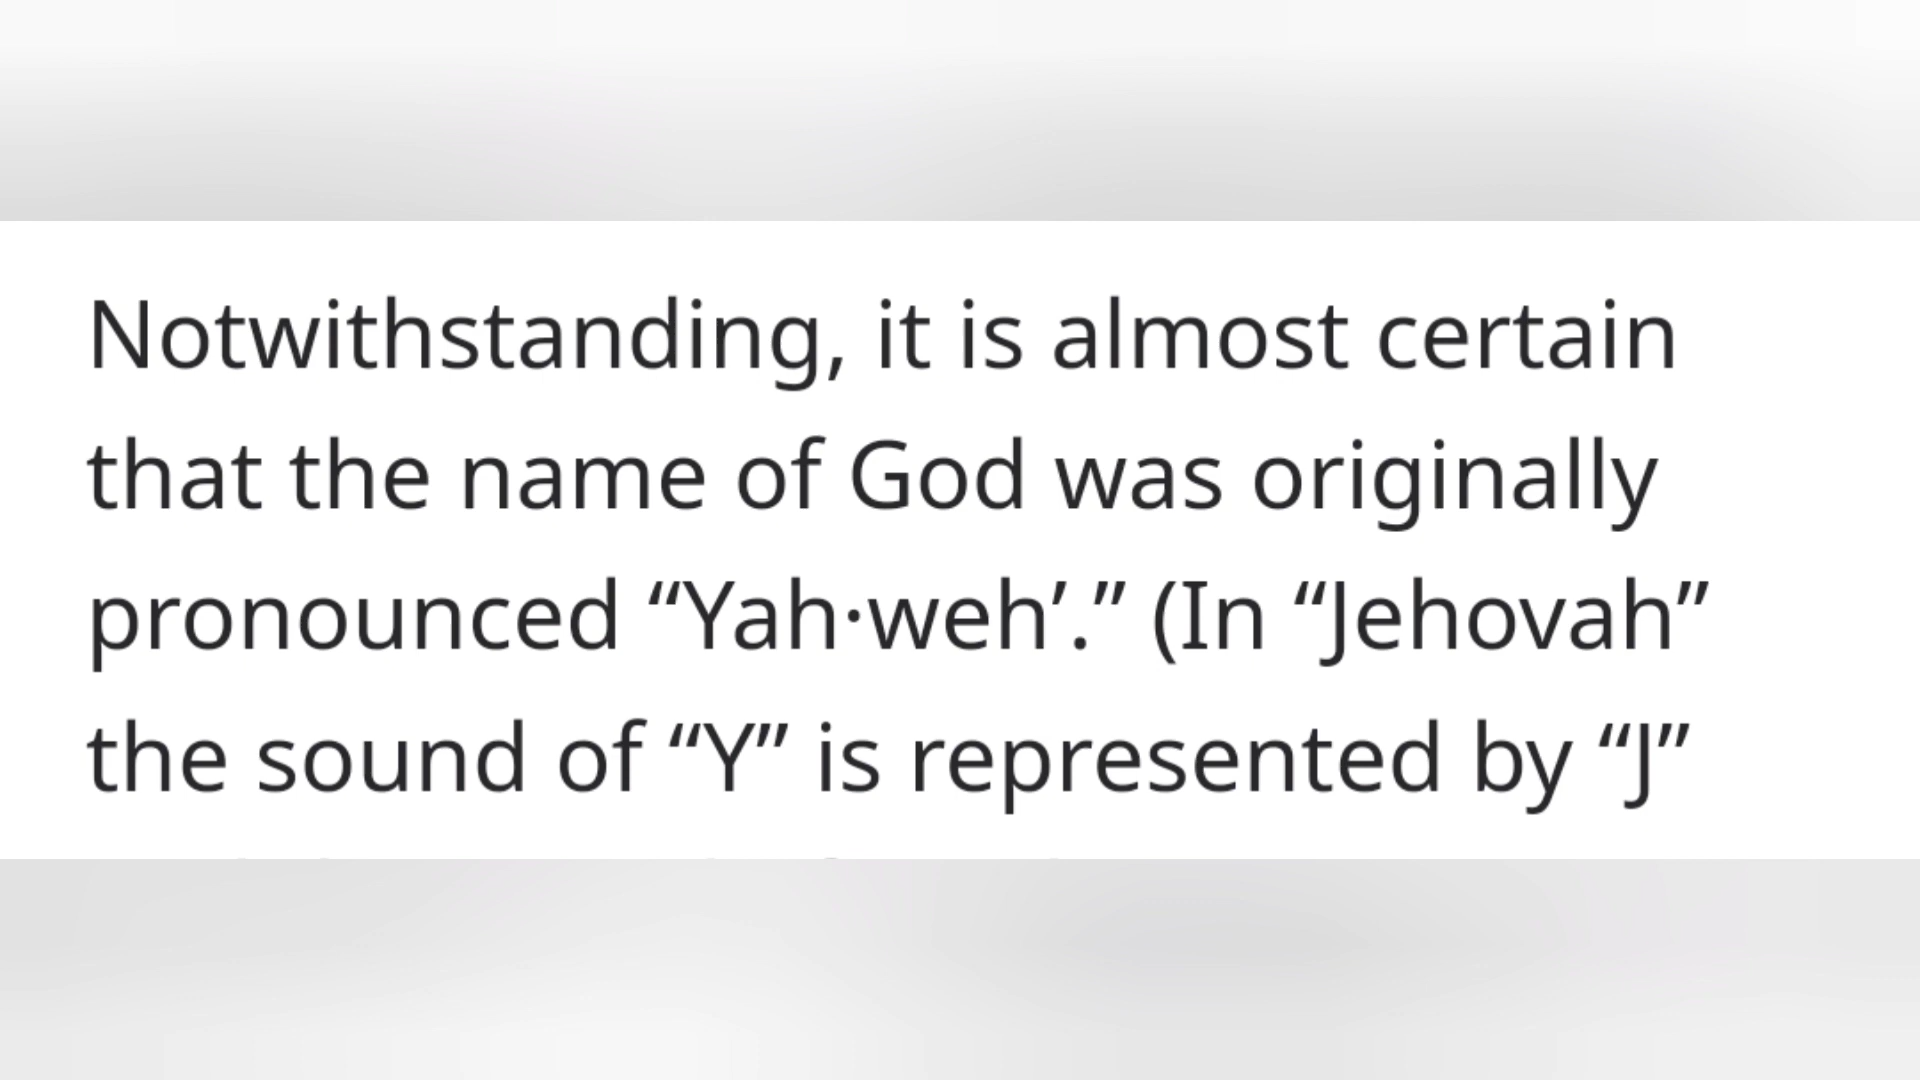 Notwithstanding, it is almost certain
that the name of God was originally
pronounced “Yah·weh′.” (In “Jehovah”
the sound of “Y” is represented by “J”